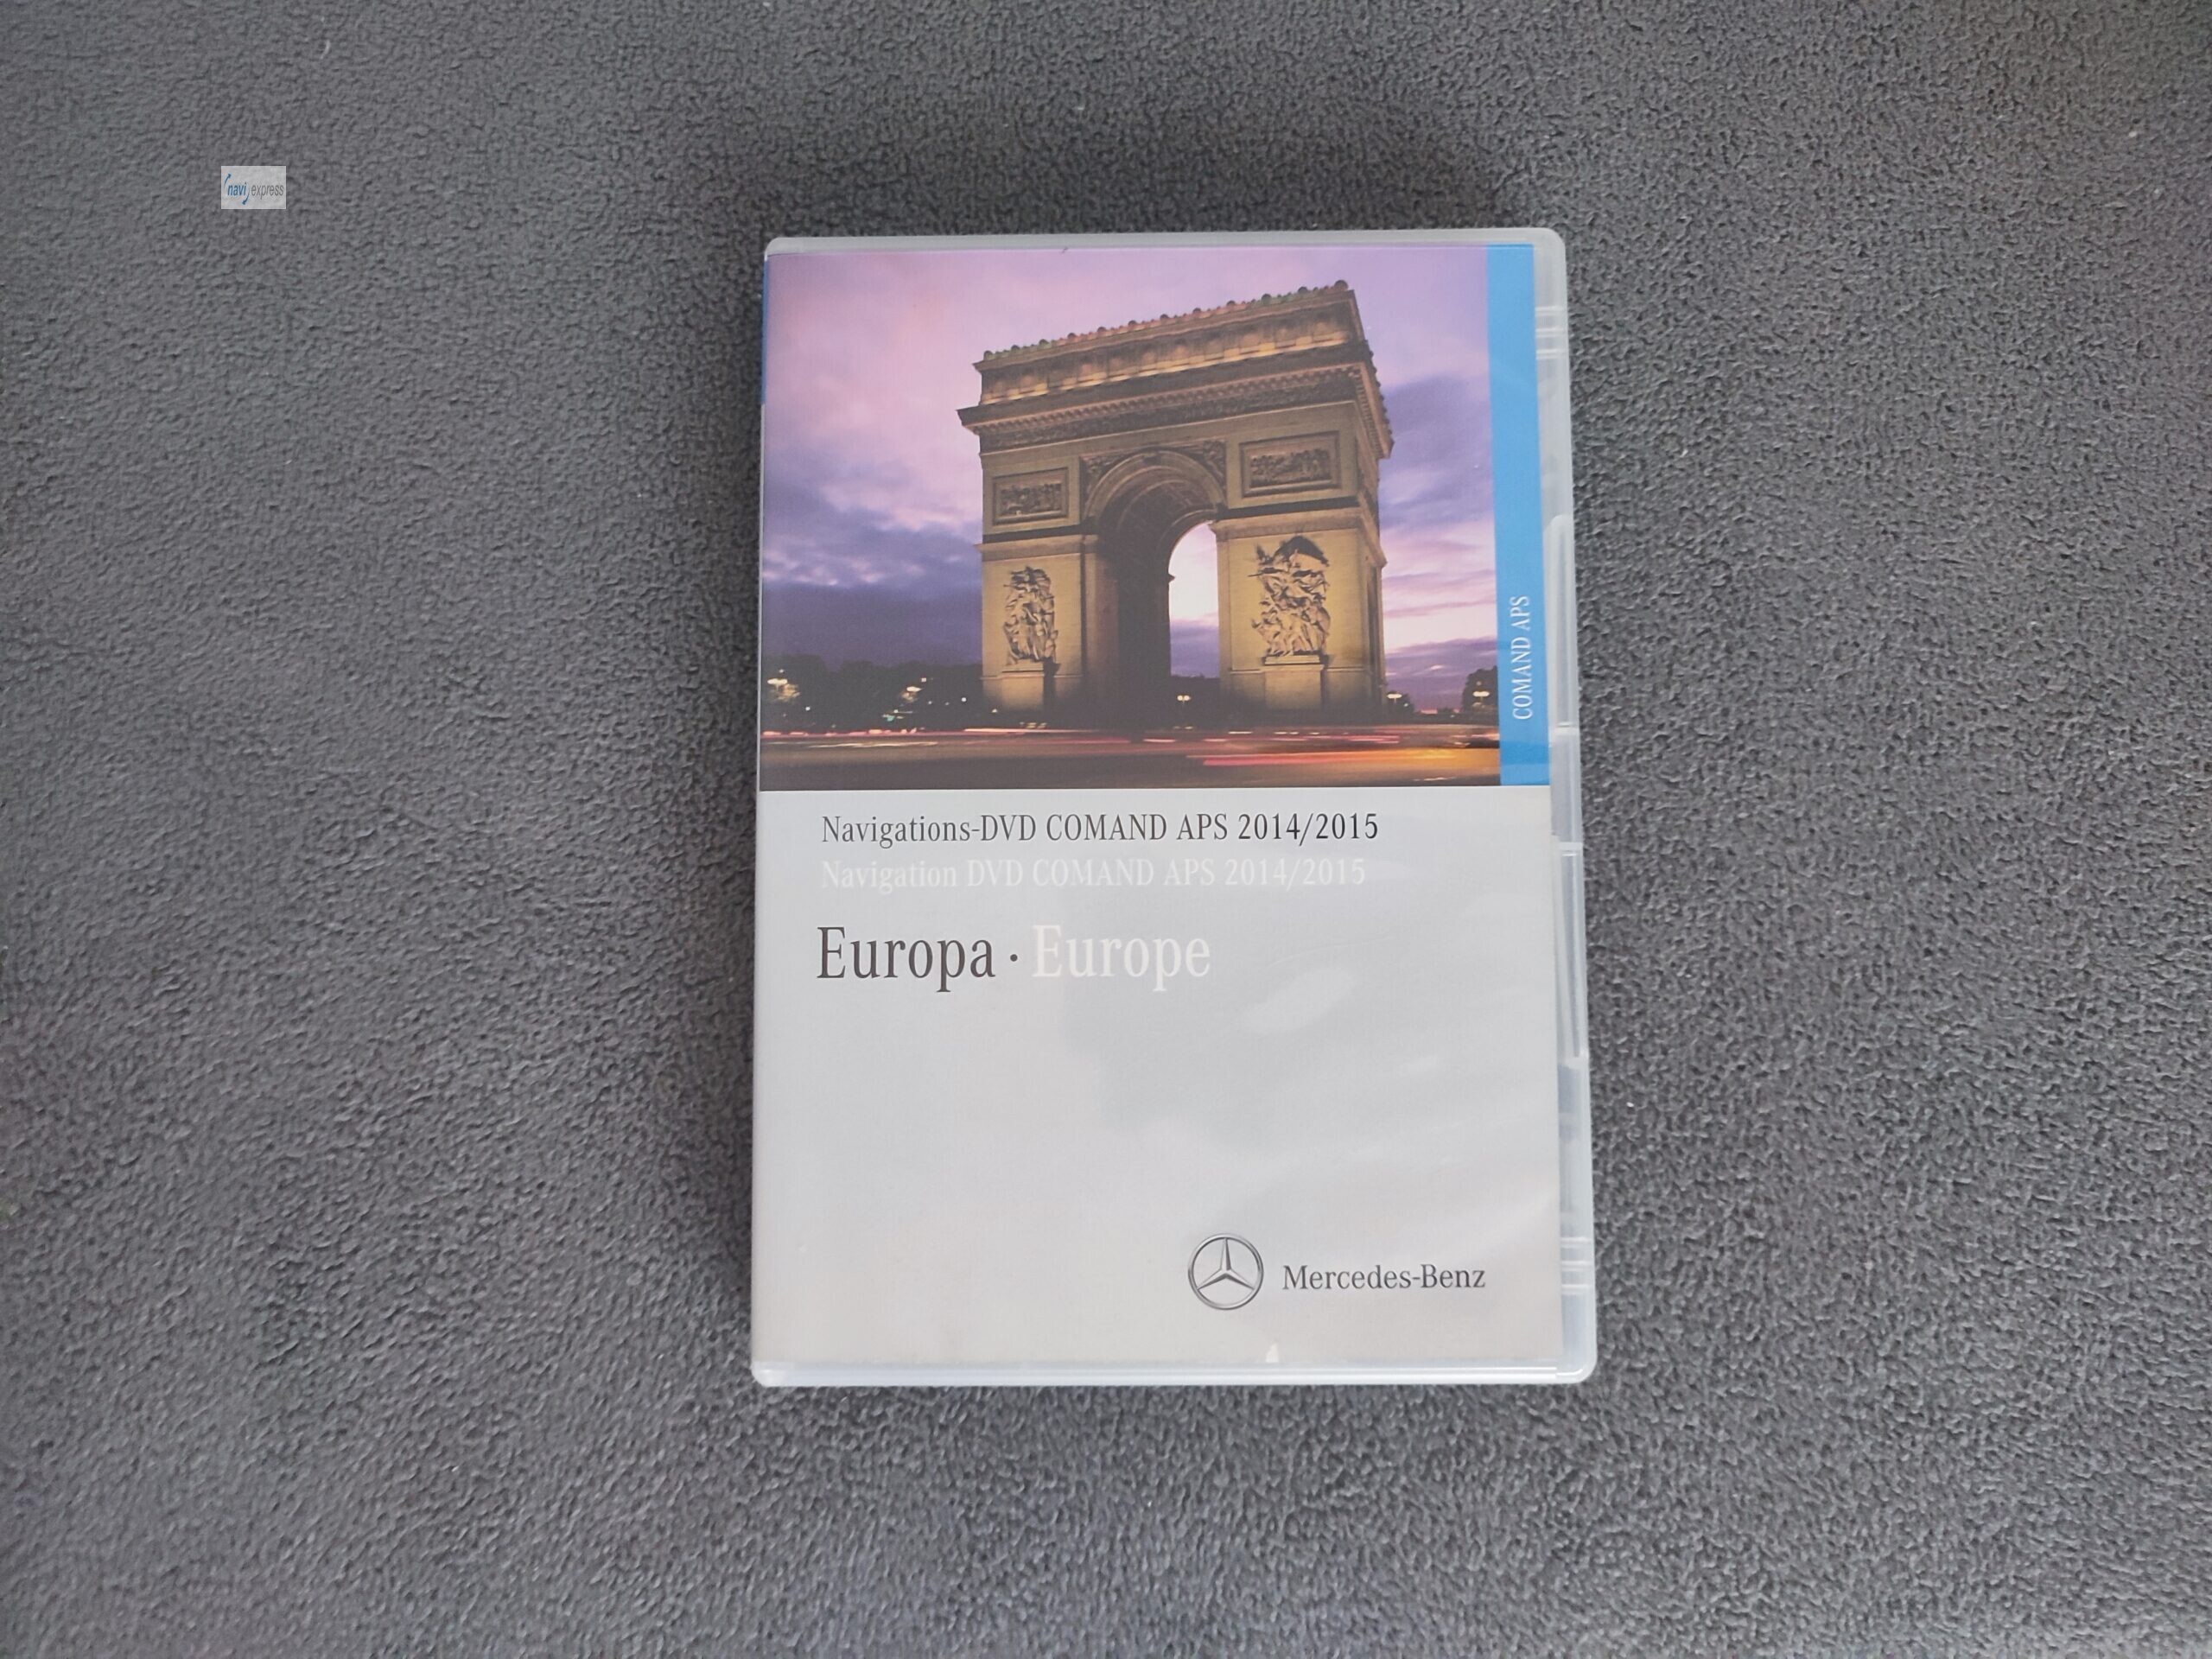 navi express
COMAND APS
Navigations-DVD COMAND APS 2014/2015
Navigation DVD COMAND APS 2014/2015
Europa · Europe
Mercedes-Benz